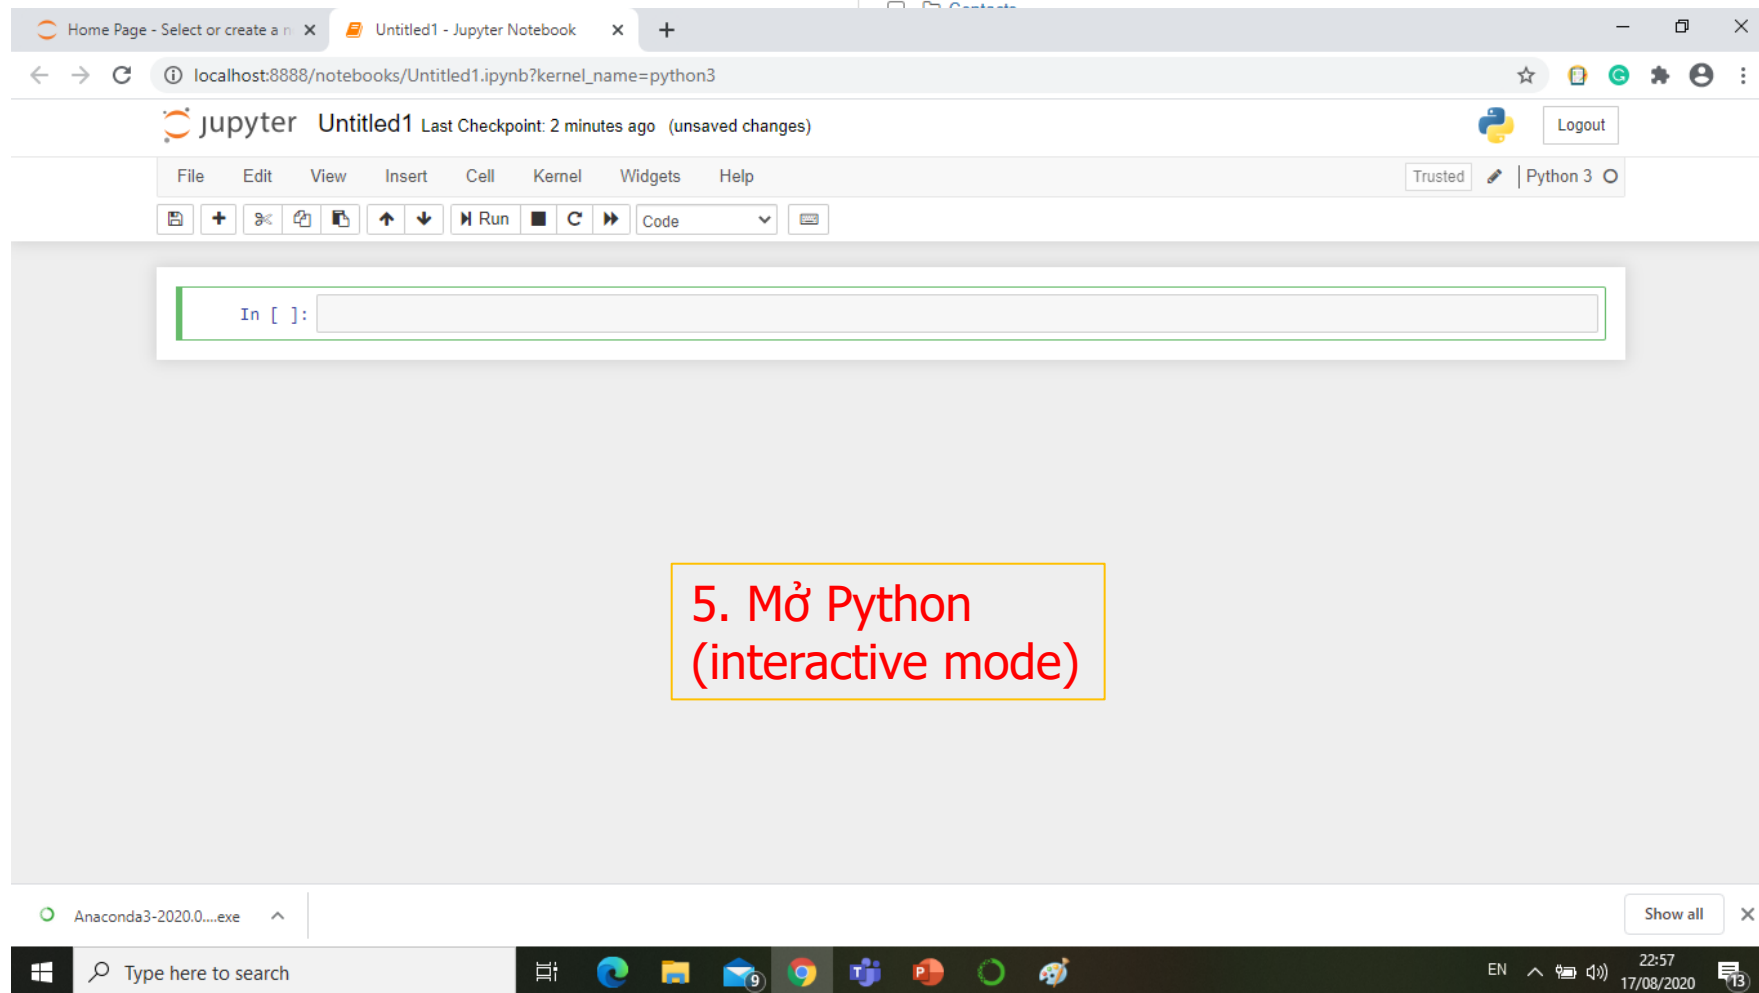 Contacts
Home Page - Select or create a n
Untitled1 - Jupyter Notebook
localhost:8888/notebooks/Untitled1.ipynb?kernel_name=python3
jupyter Untitled1 Last Checkpoint: 2 minutes ago (unsaved changes)
Logout
File Edit View Insert Cell Kernel Widgets Help
Trusted Python 3
Run Code
In [ ]:
5. Mở Python
(interactive mode)
Anaconda3-2020.0....exe
Show all
Type here to search
9
EN
22:57
17/08/2020
13